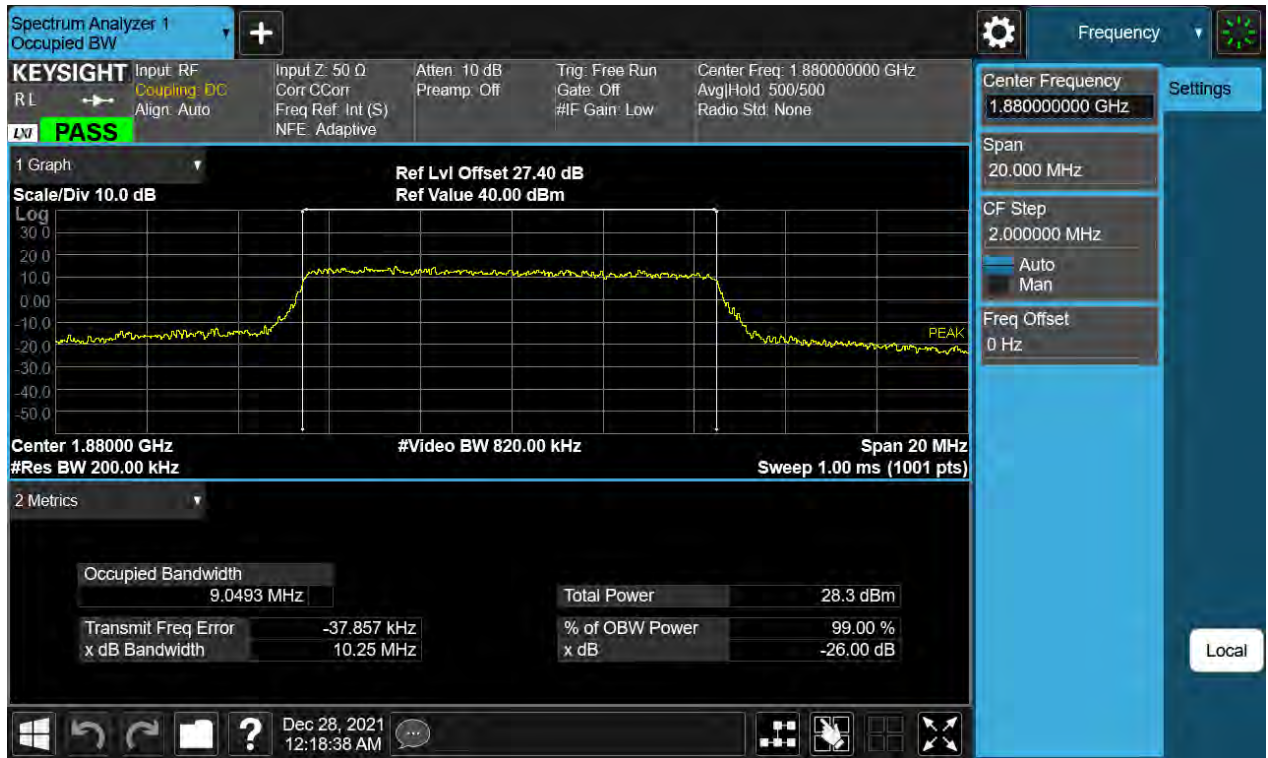 Spectrum Analyzer 1
Occupied BW
+
Frequency
KEYSIGHT
RL
LXI
PASS
Input: RF
Coupling: DC
Align: Auto
Input Z: 50 Ω
Corr CCorr
Freq Ref: Int (S)
NFE: Adaptive
Atten: 10 dB
Preamp: Off
Trig: Free Run
Gate: Off
#IF Gain: Low
Center Freq: 1.880000000 GHz
Avg|Hold: 500/500
Radio Std: None
Center Frequency
1.880000000 GHz
Settings
Span
20.000 MHz
CF Step
2.000000 MHz
Auto
Man
Freq Offset
0 Hz
Local
1 Graph
Scale/Div 10.0 dB
Ref Lvl Offset 27.40 dB
Ref Value 40.00 dBm
Log
30.0
20.0
10.0
0.00
-10.0
-20.0
-30.0
-40.0
-50.0
PEAK
Center 1.88000 GHz
#Video BW 820.00 kHz
Span 20 MHz
#Res BW 200.00 kHz
Sweep 1.00 ms (1001 pts)
2 Metrics
Occupied Bandwidth
9.0493 MHz
Total Power 28.3 dBm
Transmit Freq Error -37.857 kHz
% of OBW Power 99.00 %
x dB Bandwidth 10.25 MHz
x dB -26.00 dB
?
Dec 28, 2021
12:18:38 AM